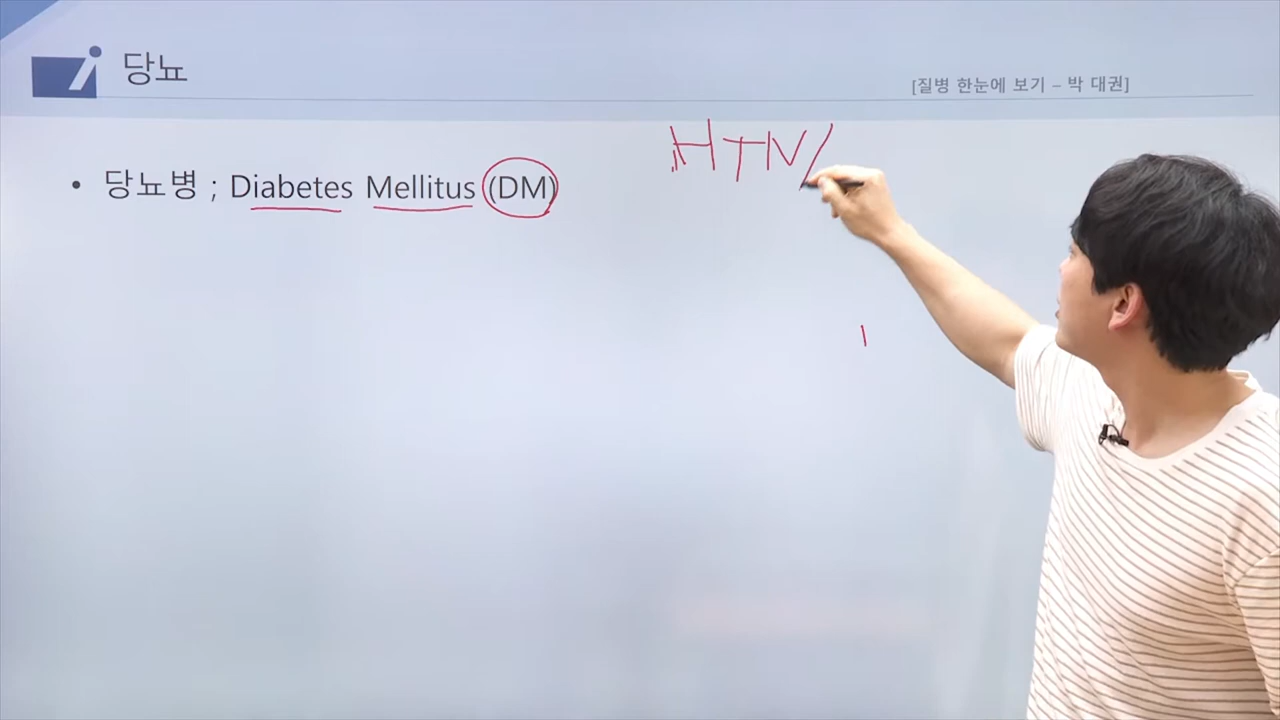 당뇨
[질병 한눈에 보기 – 박 대권]
HTN/
• 당뇨병 ; Diabetes Mellitus (DM)